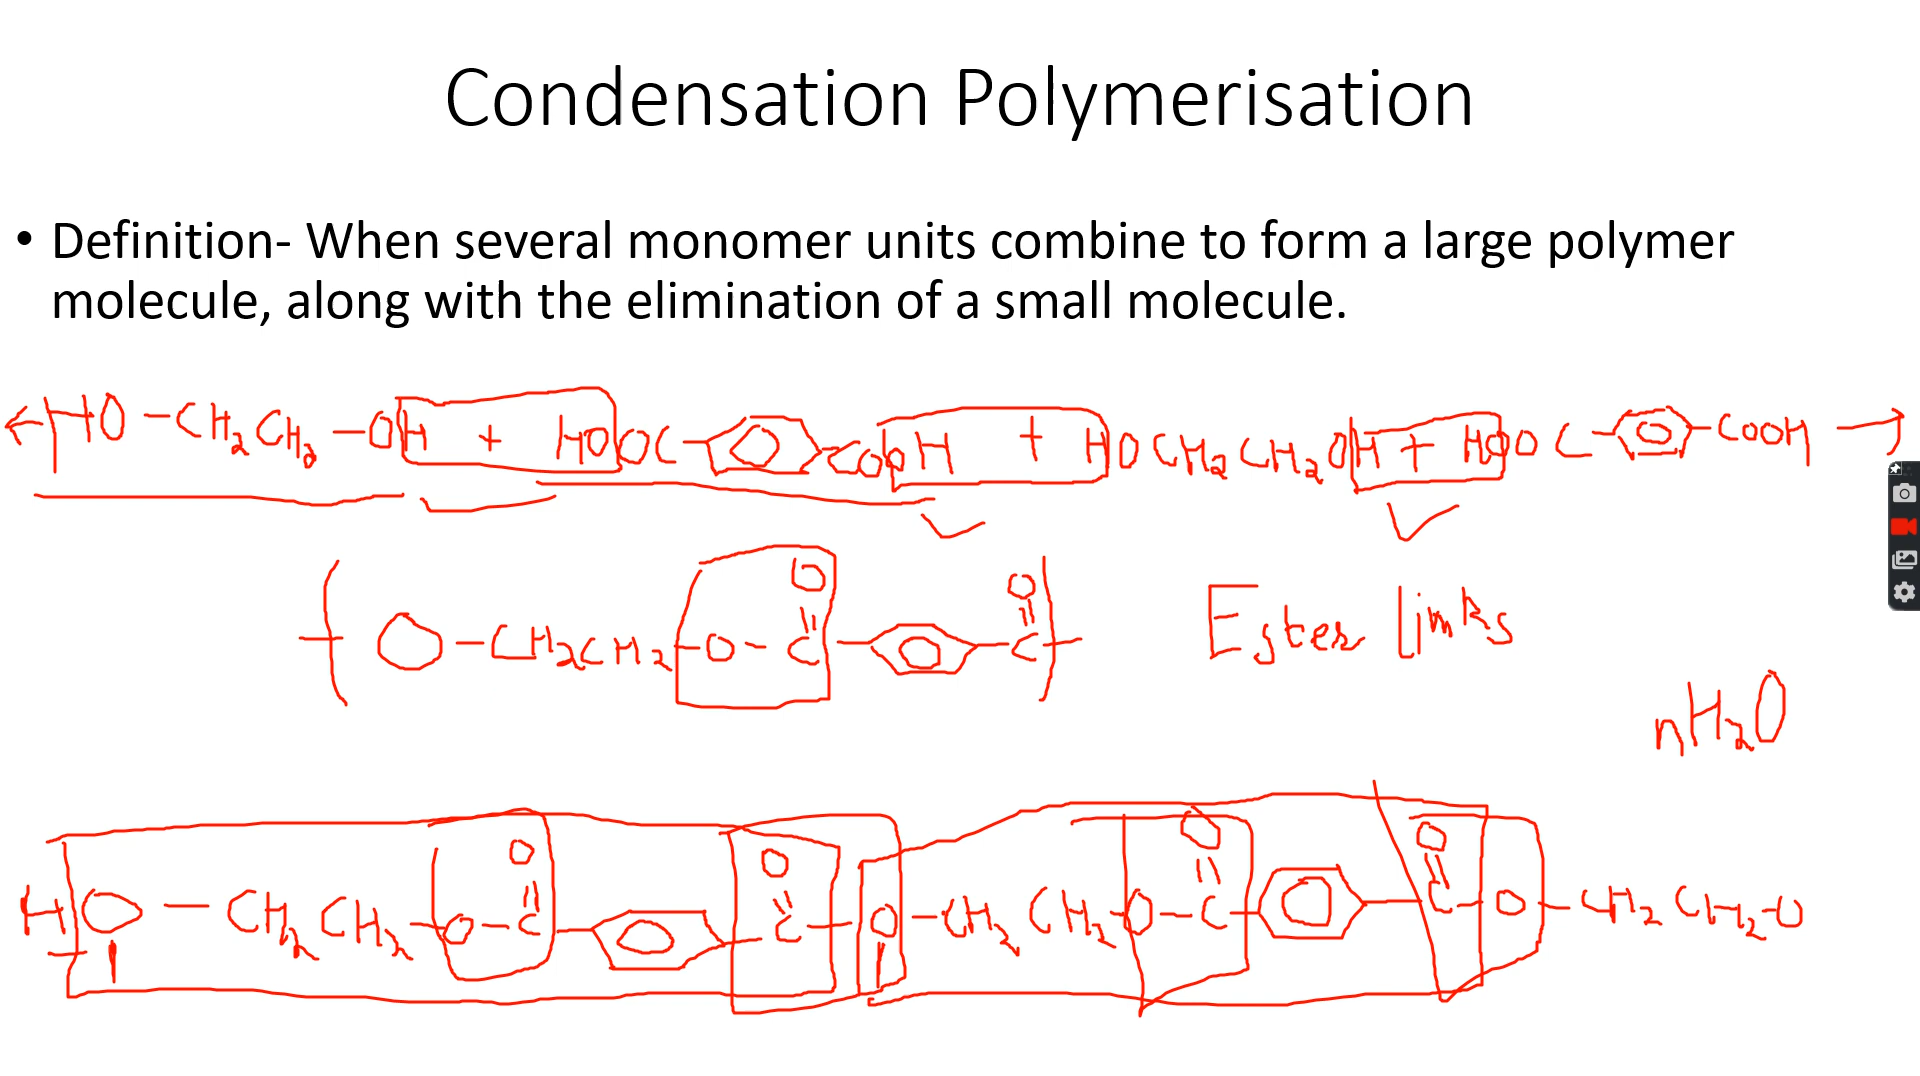 Condensation Polymerisation
• Definition- When several monomer units combine to form a large polymer
molecule, along with the elimination of a small molecule.
HO - CH2 CH2 - OH + HOOC - COOH + HOCH2CH2OH + HOOC - COOH
O O
O - CH2CH2 - O - C - C
Ester links
nH2O
O O O O
HO - CH2 CH2 - O - C - C - O - CH2 CH2 - O - C - C - O - CH2 CH2-O